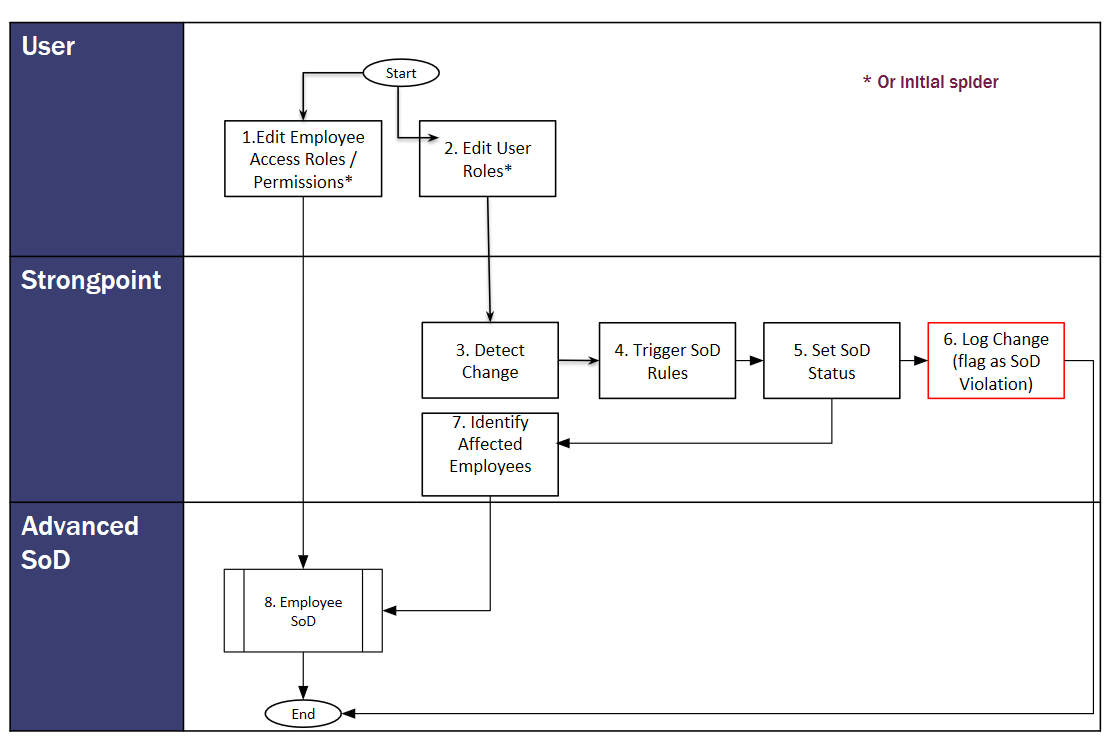 User
Start
* Or initial spider
1.Edit Employee
Access Roles /
Permissions*
2. Edit User
Roles*
Strongpoint
3. Detect
Change
4. Trigger SoD
Rules
5. Set SoD
Status
6. Log Change
(flag as SoD
Violation)
7. Identify
Affected
Employees
Advanced
SoD
8. Employee
SoD
End